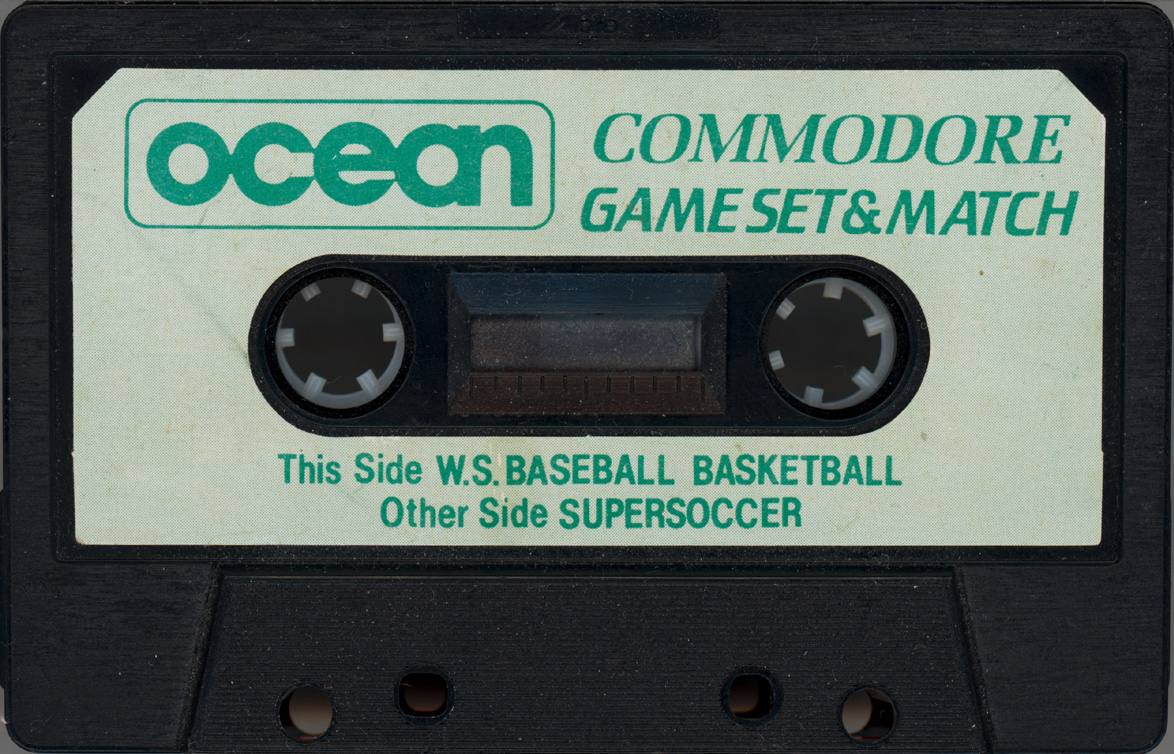 ocean
COMMODORE
GAME SET & MATCH
This Side W.S. BASEBALL BASKETBALL
Other Side SUPERSOCCER